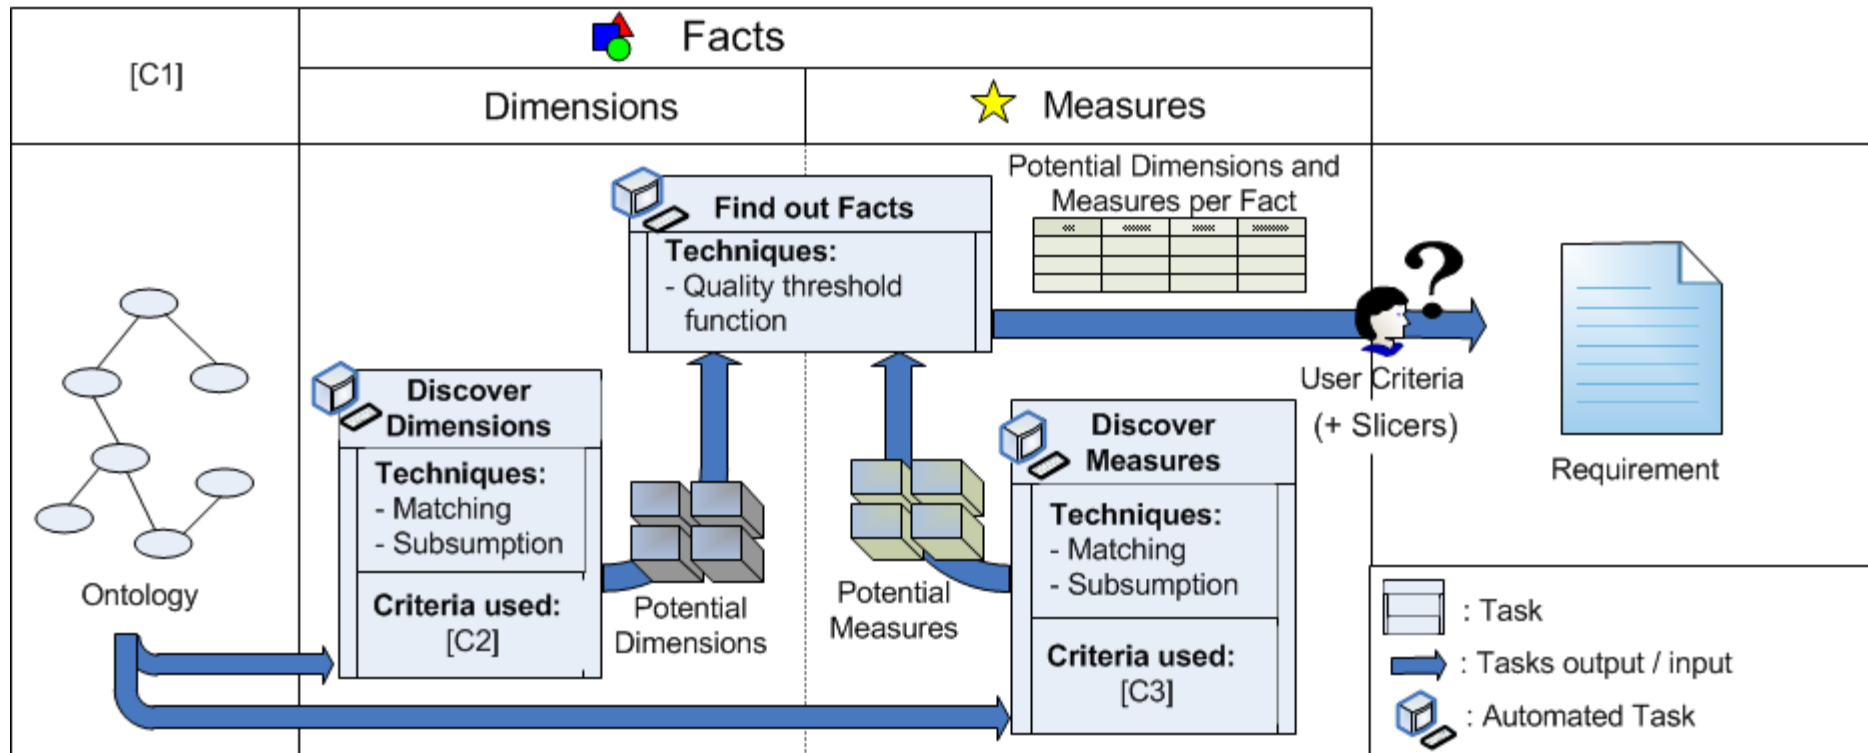 [C1]
Facts
Dimensions
Measures
Potential Dimensions and
Measures per Fact
Find out Facts
Techniques:
- Quality threshold
function
Discover
Dimensions
Techniques:
- Matching
- Subsumption
Criteria used:
[C2]
Potential
Dimensions
Potential
Measures
Discover
Measures
Techniques:
- Matching
- Subsumption
Criteria used:
[C3]
User Criteria
(+ Slicers)
?
Requirement
Ontology
: Task
: Tasks output / input
: Automated Task